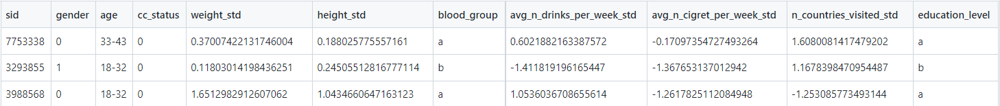 sid gender age cc_status weight_std height_std blood_group avg_n_drinks_per_week_std avg_n_cigret_per_week_std n_countries_visited_std education_level
7753338 0 33-43 0 0.37007422131746004 0.188025775557161 a 0.6021882163387572 -0.17097354727493264 1.6080081417479202 a
3293855 1 18-32 0 0.11803014198436251 0.24505512816777114 b -1.411819196165447 -1.367653137012942 1.1678398470954487 b
3988568 0 18-32 0 1.6512982912607062 1.0434660647163123 a 1.0536036708655614 -1.2617825112084948 -1.253085773493144 a